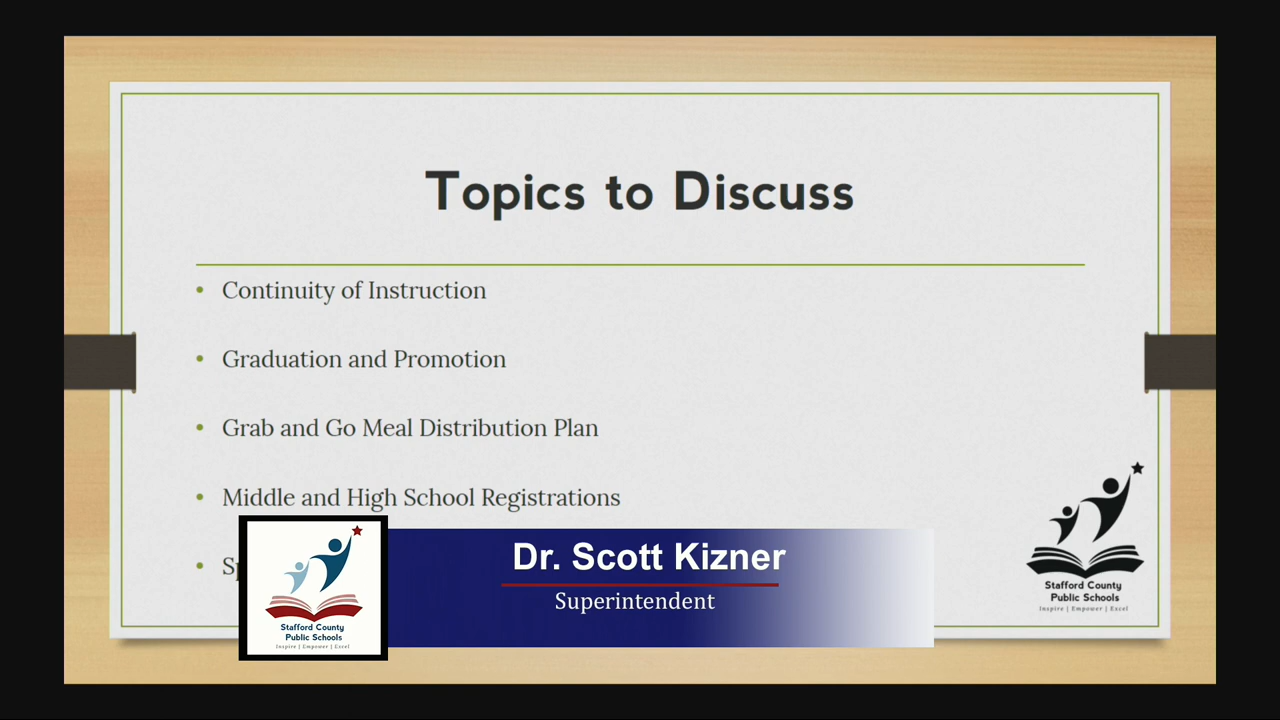 Topics to Discuss
• Continuity of Instruction
• Graduation and Promotion
• Grab and Go Meal Distribution Plan
• Middle and High School Registrations
Dr. Scott Kizner
Superintendent
Stafford County
Public Schools
Inspire | Empower | Excel
Stafford County
Public Schools
Inspire | Empower | Excel